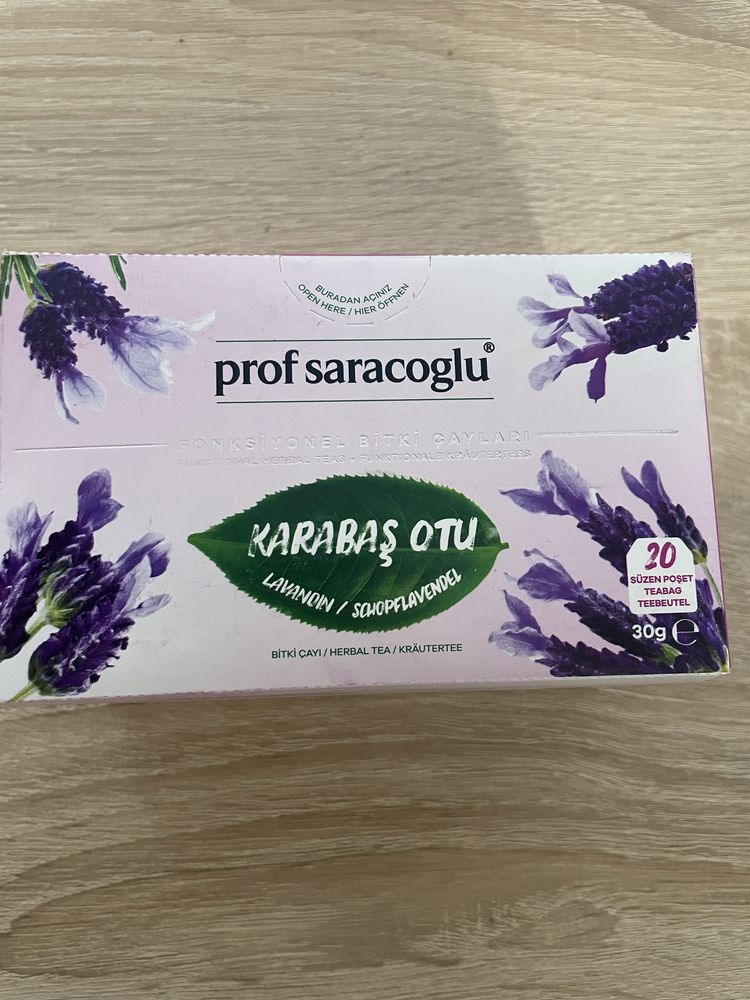 BURADAN AÇINIZ
OPEN HERE / HIER ÖFFNEN
prof saracoglu®
FONKSİYONEL BİTKİ ÇAYLARI
FUNCTIONAL HERBAL TEAS • FUNKTIONALE KRÄUTERTEES
KARABAŞ OTU
LAVANDIN / SCHOPFLAVENDEL
BİTKİ ÇAYI / HERBAL TEA / KRÄUTERTEE
20
SÜZEN POŞET
TEABAG
TEEBEUTEL
30g ℮